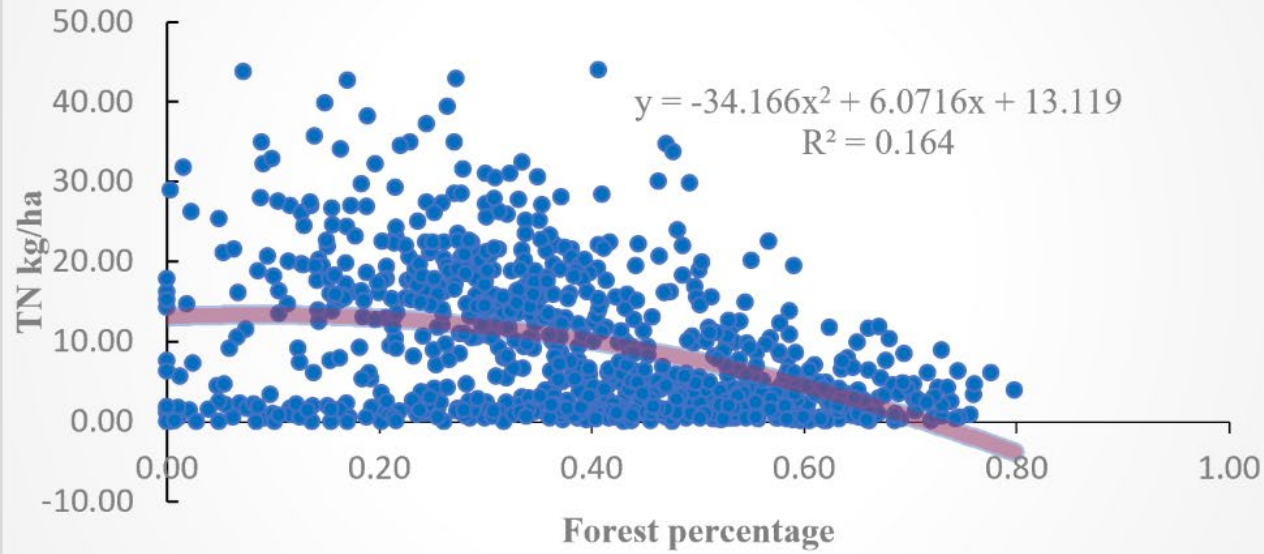 50.00
40.00
30.00
20.00
10.00
0.00
-10.00
TN kg/ha
y = -34.166x² + 6.0716x + 13.119
R² = 0.164
0.00 0.20 0.40 0.60 0.80 1.00
Forest percentage